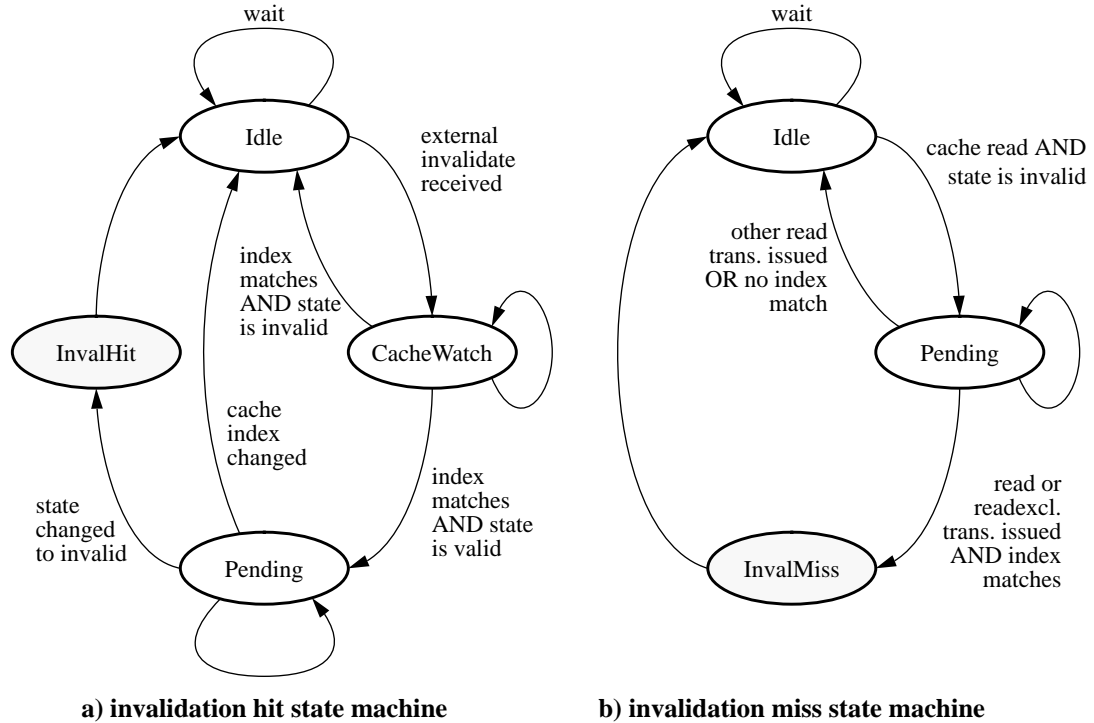 wait
Idle
external
invalidate
received
index
matches
AND state
is invalid
InvalHit
CacheWatch
cache
index
changed
index
matches
AND state
is valid
state
changed
to invalid
Pending
a) invalidation hit state machine
wait
Idle
cache read AND
state is invalid
other read
trans. issued
OR no index
match
Pending
read or
readexcl.
trans. issued
AND index
matches
InvalMiss
b) invalidation miss state machine